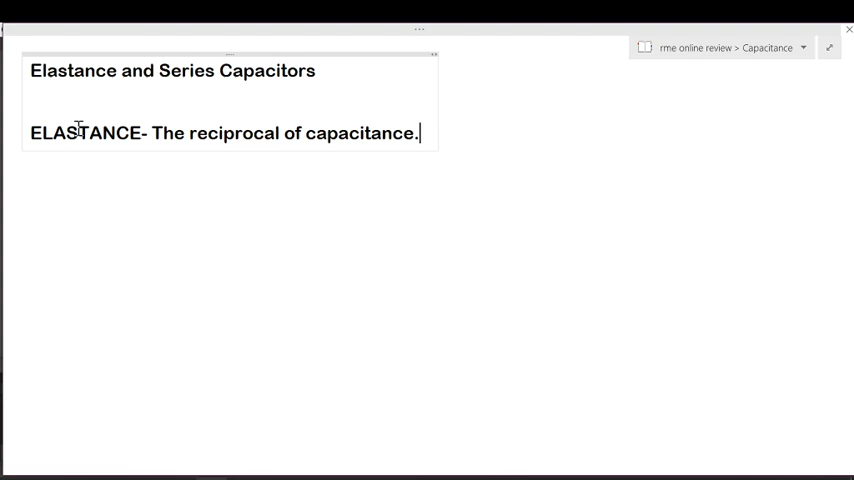 rme online review > Capacitance
Elastance and Series Capacitors
ELASTANCE- The reciprocal of capacitance.